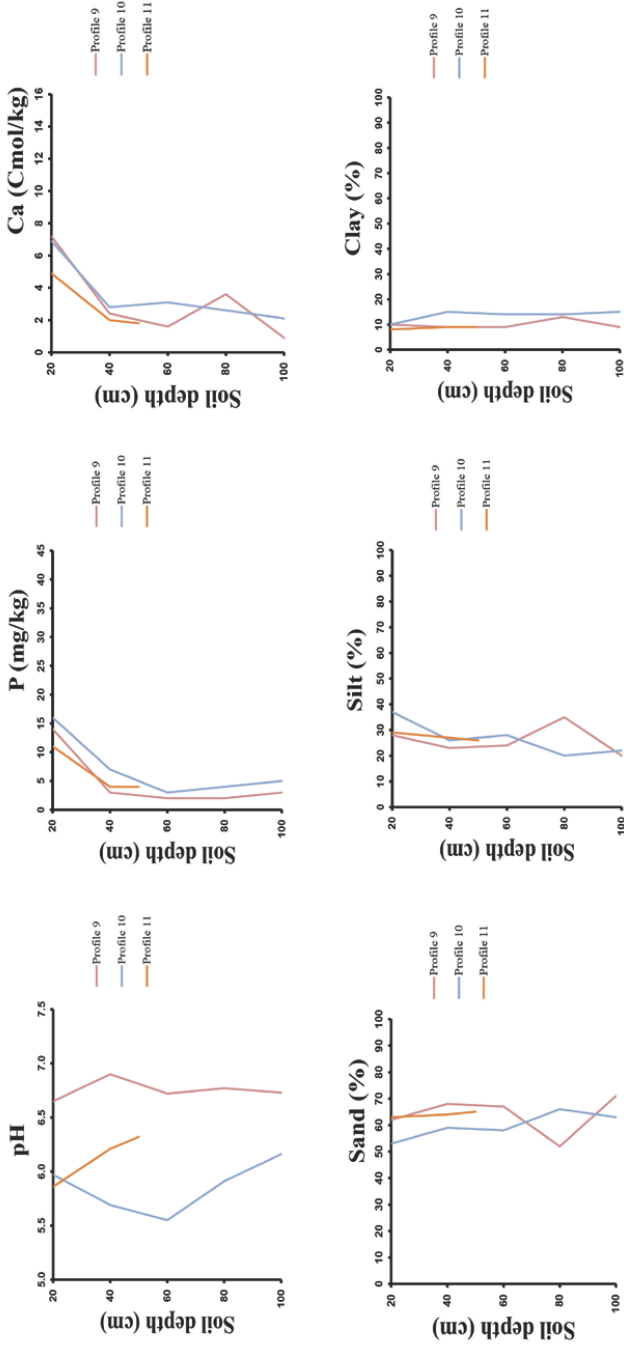 pH
5.0 5.5 6.0 6.5 7.0 7.5
20
40
60
80
100
Soil depth (cm)
Profile 9
Profile 10
Profile 11
P (mg/kg)
0 5 10 15 20 25 30 35 40 45
20
40
60
80
100
Soil depth (cm)
Profile 9
Profile 10
Profile 11
Ca (Cmol/kg)
0 2 4 6 8 10 12 14 16
20
40
60
80
100
Soil depth (cm)
Profile 9
Profile 10
Profile 11
Sand (%)
0 10 20 30 40 50 60 70 80 90 100
20
40
60
80
100
Soil depth (cm)
Profile 9
Profile 10
Profile 11
Silt (%)
0 10 20 30 40 50 60 70 80 90 100
20
40
60
80
100
Soil depth (cm)
Profile 9
Profile 10
Profile 11
Clay (%)
0 10 20 30 40 50 60 70 80 90 100
20
40
60
80
100
Soil depth (cm)
Profile 9
Profile 10
Profile 11